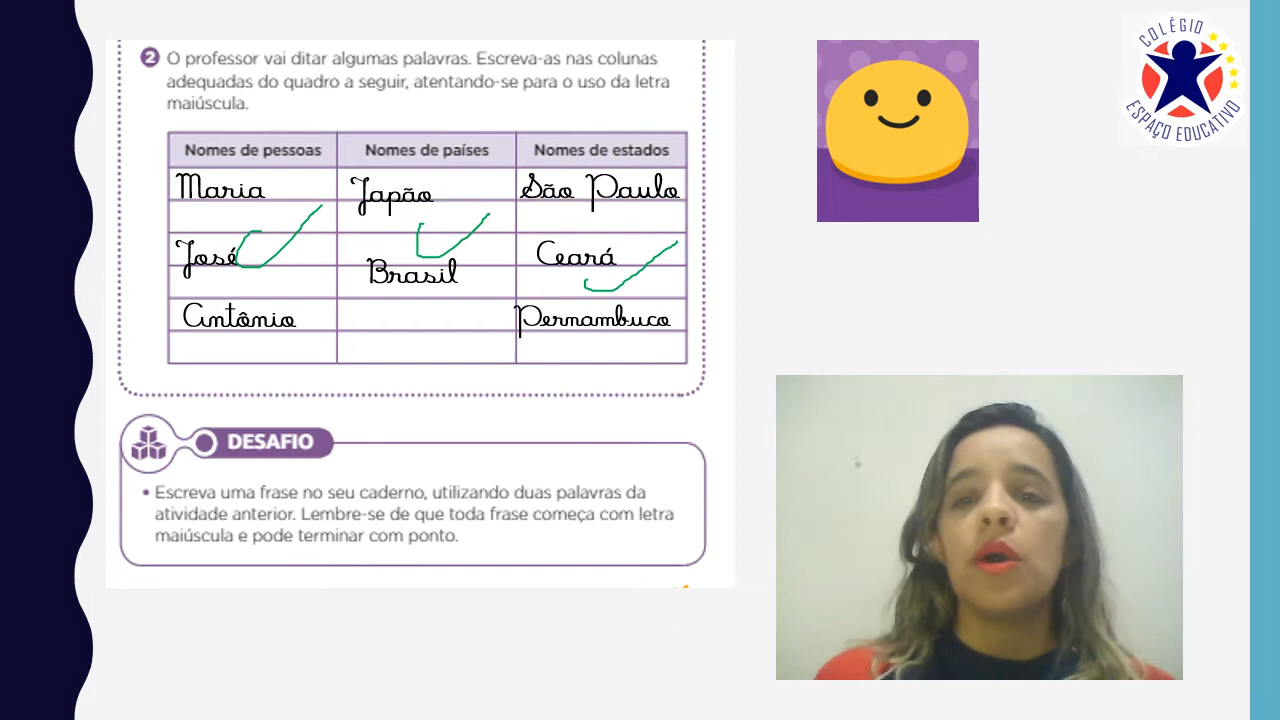 2 O professor vai ditar algumas palavras. Escreva-as nas colunas
adequadas do quadro a seguir, atentando-se para o uso da letra
maiúscula.
Nomes de pessoas Nomes de países Nomes de estados
Maria Japão São Paulo
José Brasil Ceará
Antônio Pernambuco
DESAFIO
• Escreva uma frase no seu caderno, utilizando duas palavras da
atividade anterior. Lembre-se de que toda frase começa com letra
maiúscula e pode terminar com ponto.
COLÉGIO
ESPAÇO EDUCATIVO